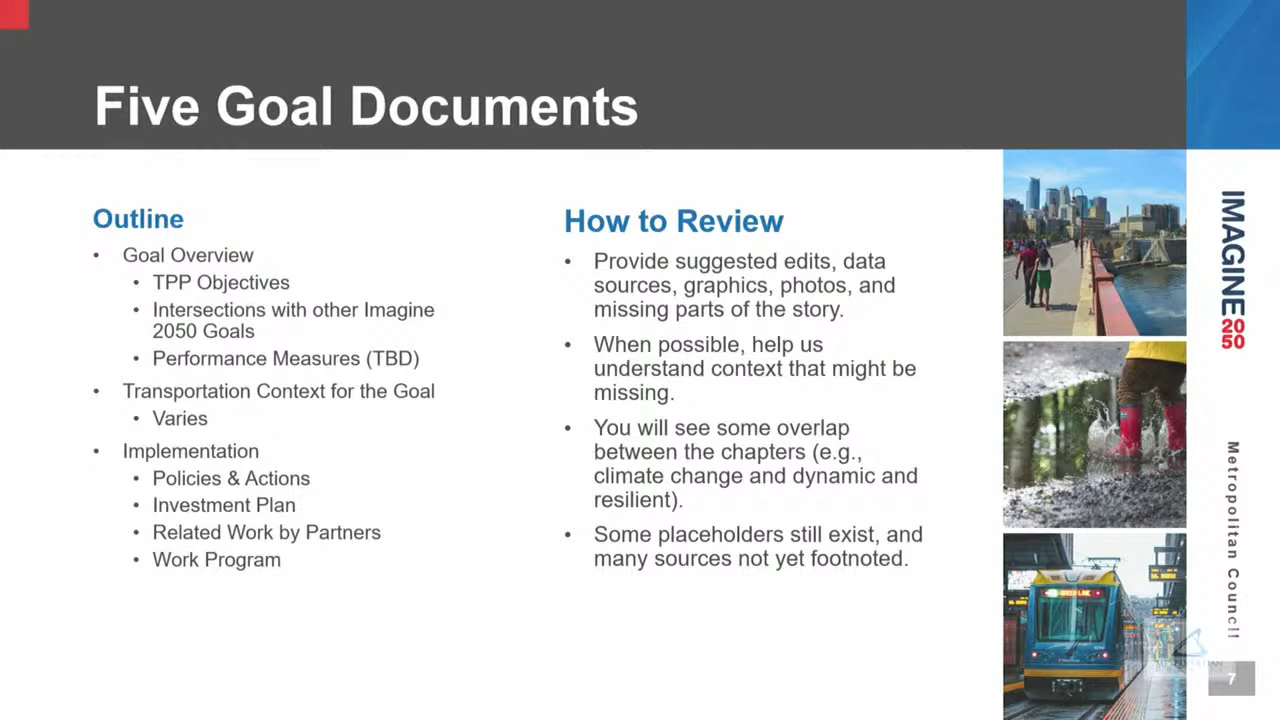 Five Goal Documents
Outline
• Goal Overview
• TPP Objectives
• Intersections with other Imagine
2050 Goals
• Performance Measures (TBD)
• Transportation Context for the Goal
• Varies
• Implementation
• Policies & Actions
• Investment Plan
• Related Work by Partners
• Work Program
How to Review
• Provide suggested edits, data
sources, graphics, photos, and
missing parts of the story.
• When possible, help us
understand context that might be
missing.
• You will see some overlap
between the chapters (e.g.,
climate change and dynamic and
resilient).
• Some placeholders still exist, and
many sources not yet footnoted.
IMAGINE
20
50
Metropolitan Council
GREEN LINE
7